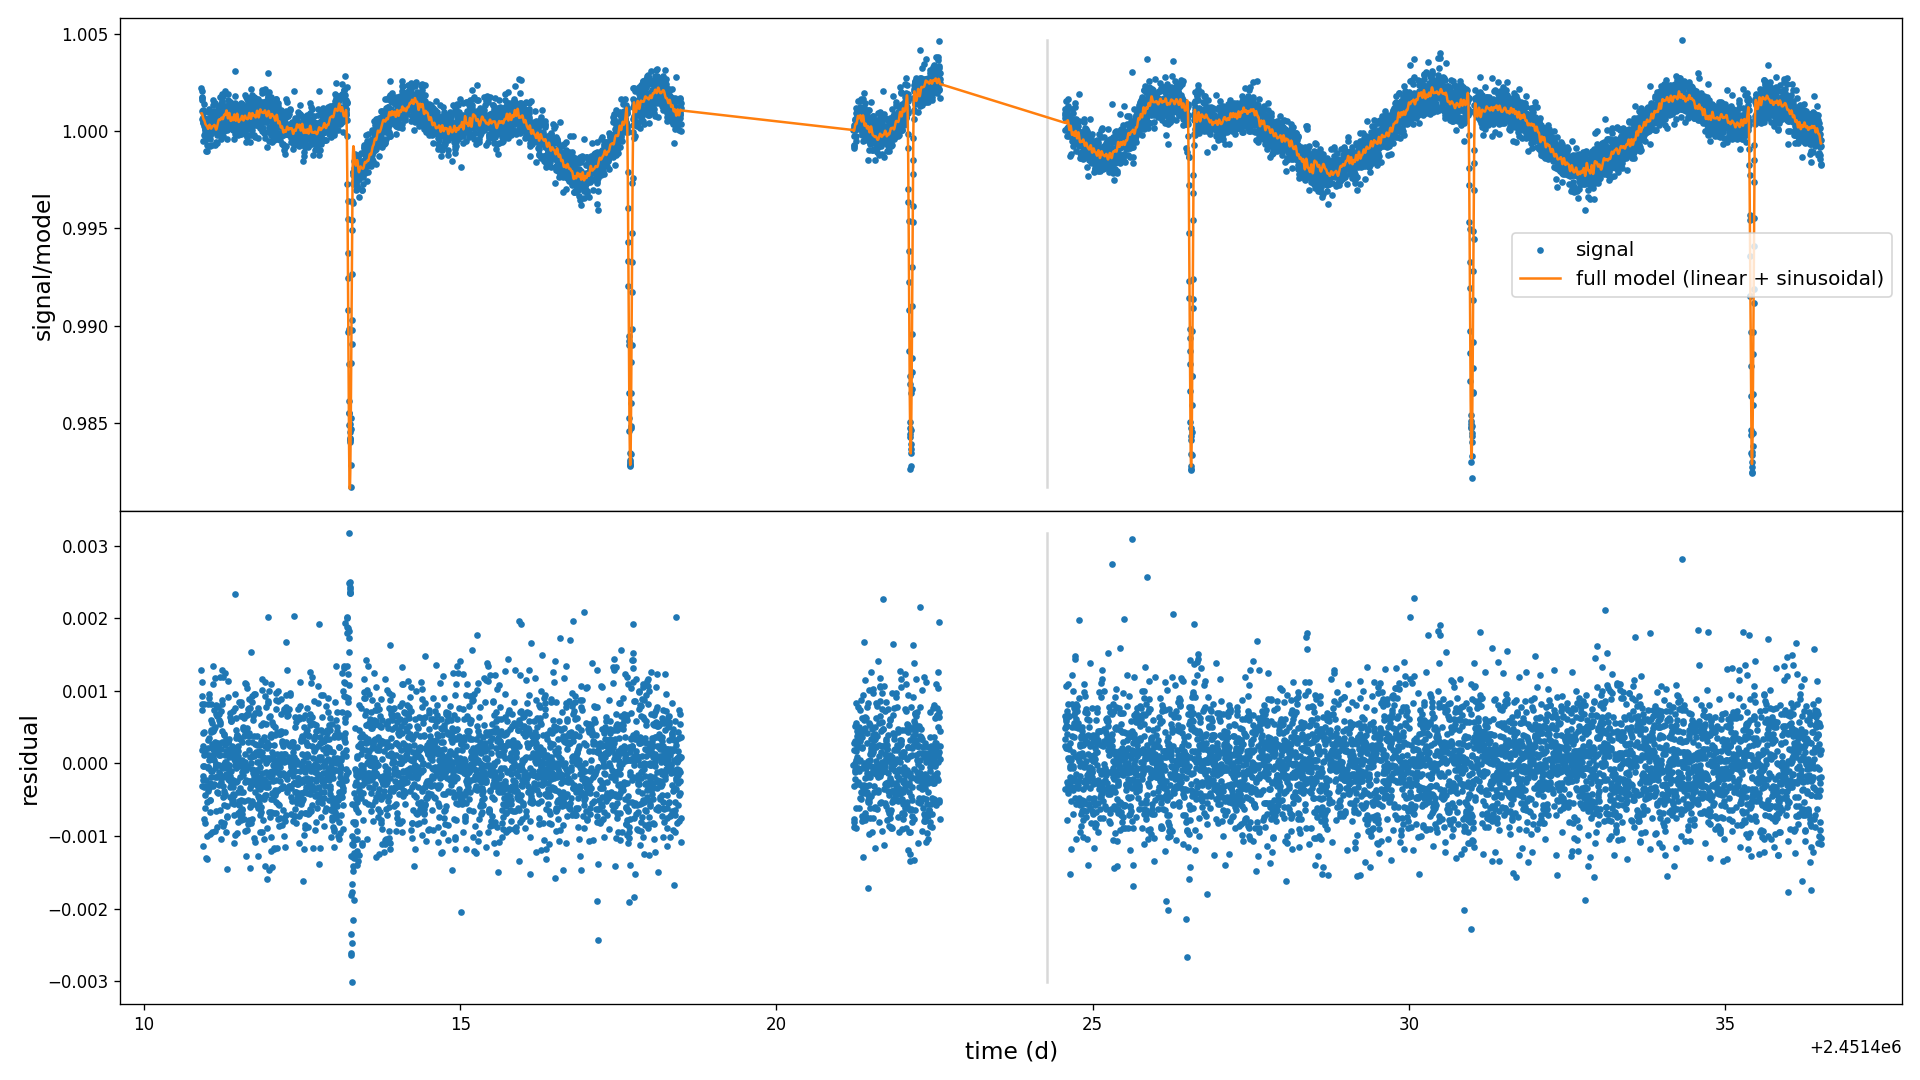 1.005
1.000
0.995
0.990
0.985
signal/model
signal
full model (linear + sinusoidal)
0.003
0.002
0.001
0.000
−0.001
−0.002
−0.003
residual
10 15 20 25 30 35
time (d)
+2.4514e6